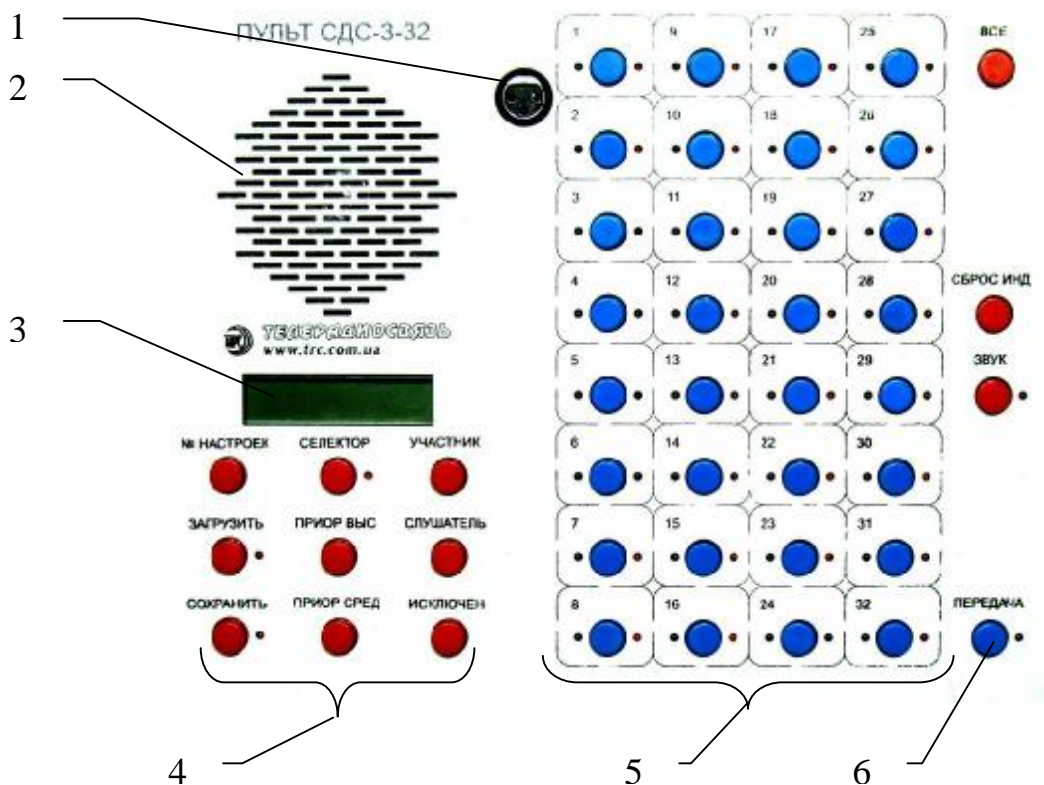 1
2
3
4
5
6
ПУЛЬТ СДС-3-32
ТЕЛЕРАДИОСВЯЗЬ
www.trc.com.ua
№ НАСТРОЕК СЕЛЕКТОР УЧАСТНИК
ЗАГРУЗИТЬ ПРИОР ВЫС СЛУШАТЕЛЬ
СОХРАНИТЬ ПРИОР СРЕД ИСКЛЮЧЕН
1 9 17 25 ВСЕ
2 10 18 26
3 11 19 27
4 12 20 28 СБРОС ИНД
5 13 21 29 ЗВУК
6 14 22 30
7 15 23 31
8 16 24 32 ПЕРЕДАЧА